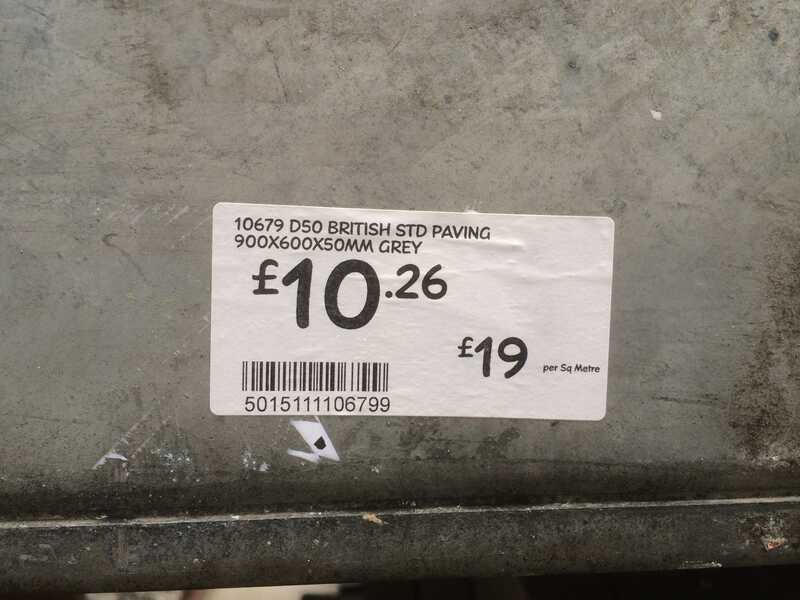 10679 D50 BRITISH STD PAVING
900X600X50MM GREY
£10.26
£19 per Sq Metre
5015111106799